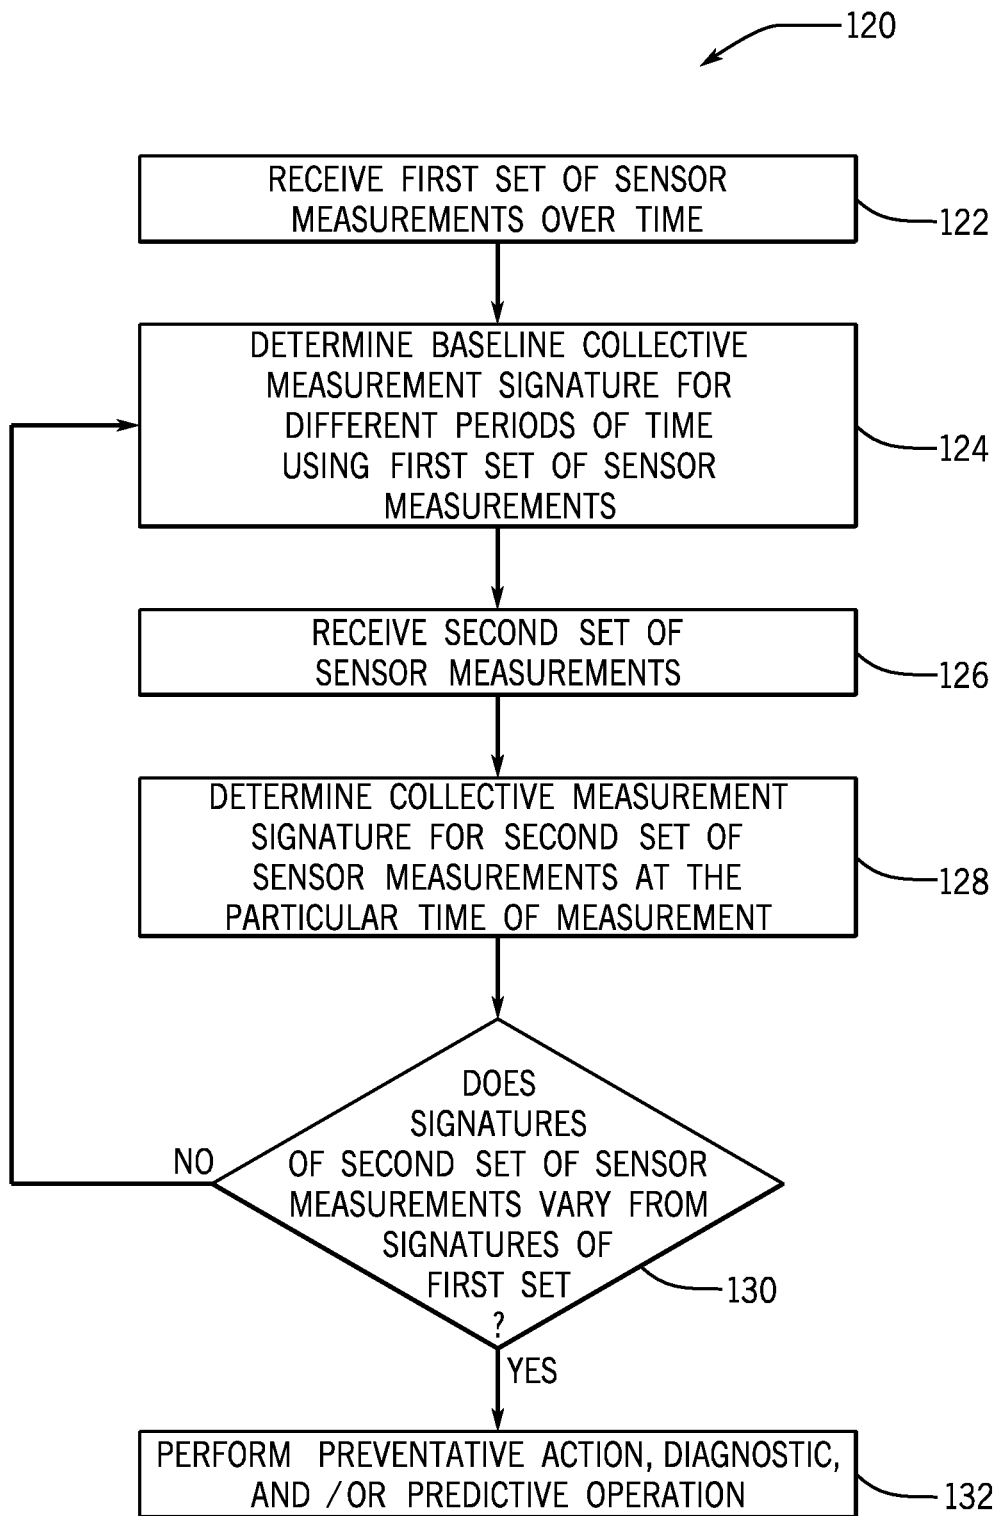 120
RECEIVE FIRST SET OF SENSOR
MEASUREMENTS OVER TIME
122
DETERMINE BASELINE COLLECTIVE
MEASUREMENT SIGNATURE FOR
DIFFERENT PERIODS OF TIME
USING FIRST SET OF SENSOR
MEASUREMENTS
124
RECEIVE SECOND SET OF
SENSOR MEASUREMENTS
126
DETERMINE COLLECTIVE MEASUREMENT
SIGNATURE FOR SECOND SET OF
SENSOR MEASUREMENTS AT THE
PARTICULAR TIME OF MEASUREMENT
128
DOES
SIGNATURES
OF SECOND SET OF SENSOR
MEASUREMENTS VARY FROM
SIGNATURES OF
FIRST SET
?
130
NO
YES
PERFORM PREVENTATIVE ACTION, DIAGNOSTIC,
AND /OR PREDICTIVE OPERATION
132